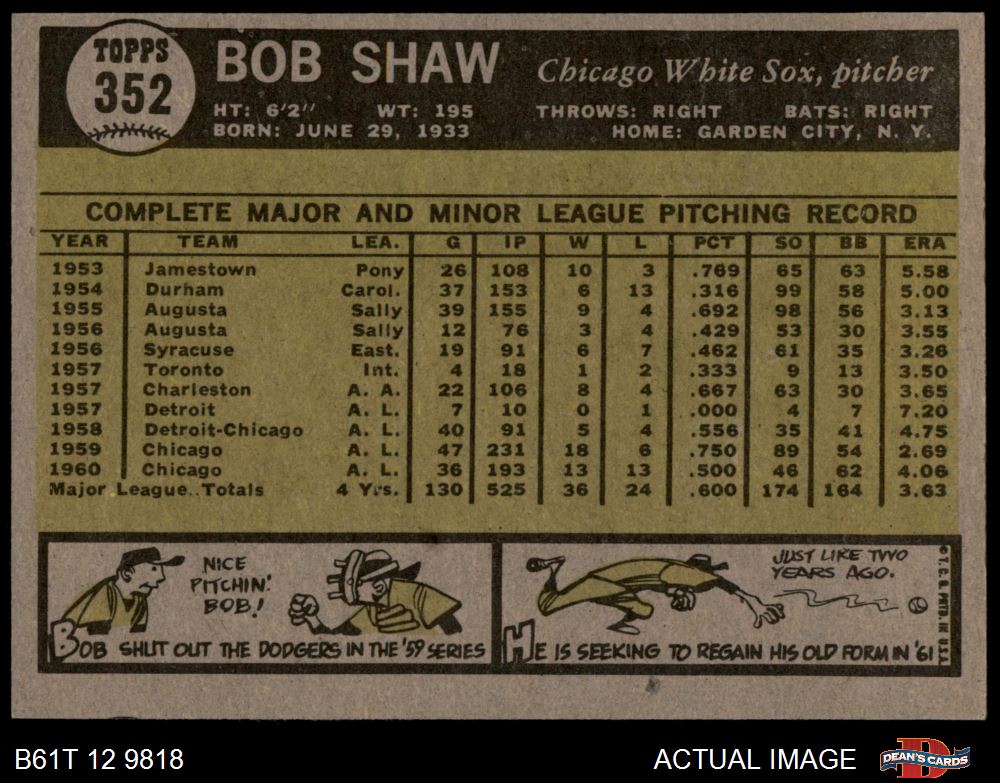 TOPPS
352
BOB SHAW Chicago White Sox, pitcher
HT: 6'2" WT: 195 THROWS: RIGHT BATS: RIGHT
BORN: JUNE 29, 1933 HOME: GARDEN CITY, N. Y.
COMPLETE MAJOR AND MINOR LEAGUE PITCHING RECORD
YEAR TEAM LEA. G IP W L PCT SO BB ERA
1953 Jamestown Pony 26 108 10 3 .769 65 63 5.58
1954 Durham Carol. 37 153 6 13 .316 99 58 5.00
1955 Augusta Sally 39 155 9 4 .692 98 56 3.13
1956 Augusta Sally 12 76 3 4 .429 53 30 3.55
1956 Syracuse East. 19 91 6 7 .462 61 35 3.26
1957 Toronto Int. 4 18 1 2 .333 9 13 3.50
1957 Charleston A. A. 22 106 8 4 .667 63 30 3.65
1957 Detroit A. L. 7 10 0 1 .000 4 7 7.20
1958 Detroit-Chicago A. L. 40 91 5 4 .556 35 41 4.75
1959 Chicago A. L. 47 231 18 6 .750 89 54 2.69
1960 Chicago A. L. 36 193 13 13 .500 46 62 4.06
Major League..Totals 4 Yrs. 130 525 36 24 .600 174 164 3.63
NICE
PITCHIN'
BOB!
BOB SHUT OUT THE DODGERS IN THE '59 SERIES
JUST LIKE TWO
YEARS AGO.
HE IS SEEKING TO REGAIN HIS OLD FORM IN '61
© T. C. G. PRTD. IN U.S.A.
B61T 12 9818 ACTUAL IMAGE DEAN'S CARDS